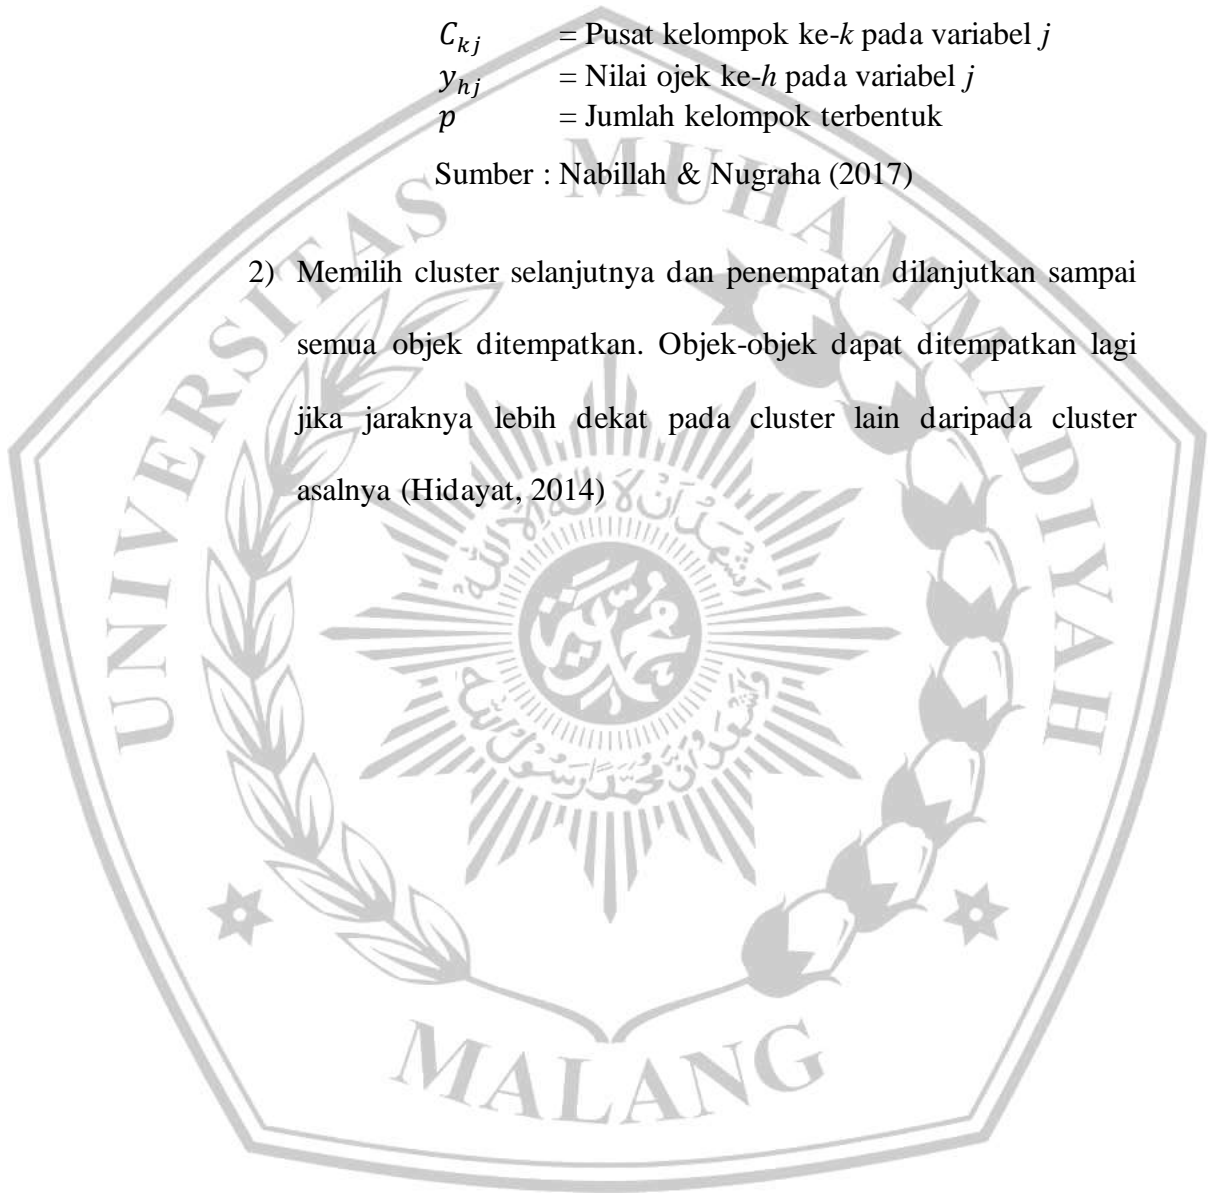 C_kj = Pusat kelompok ke-k pada variabel j
y_hj = Nilai ojek ke-h pada variabel j
p = Jumlah kelompok terbentuk
Sumber : Nabillah & Nugraha (2017)
2) Memilih cluster selanjutnya dan penempatan dilanjutkan sampai
semua objek ditempatkan. Objek-objek dapat ditempatkan lagi
jika jaraknya lebih dekat pada cluster lain daripada cluster
asalnya (Hidayat, 2014)
UNIVERSITAS MUHAMMADIYAH
MALANG